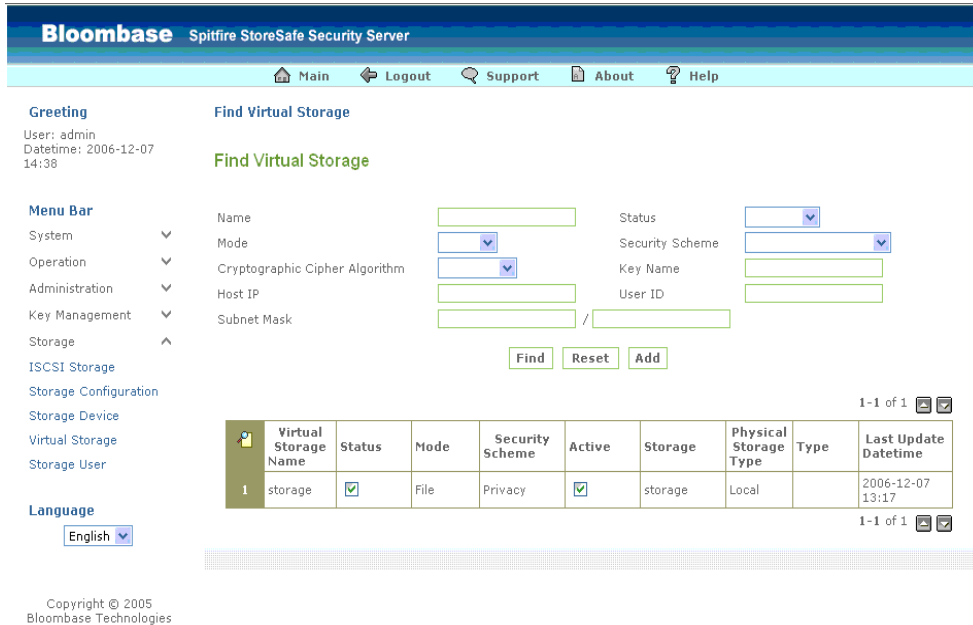 Bloombase Spitfire StoreSafe Security Server
Main Logout Support About Help
Greeting
User: admin
Datetime: 2006-12-07
14:38
Menu Bar
System
Operation
Administration
Key Management
Storage
ISCSI Storage
Storage Configuration
Storage Device
Virtual Storage
Storage User
Language
English
Copyright © 2005
Bloombase Technologies
Find Virtual Storage
Find Virtual Storage
Name Status
Mode Security Scheme
Cryptographic Cipher Algorithm Key Name
Host IP User ID
Subnet Mask /
Find Reset Add
1-1 of 1
Virtual Storage Name Status Mode Security Scheme Active Storage Physical Storage Type Type Last Update Datetime
1 storage File Privacy storage Local 2006-12-07 13:17
1-1 of 1